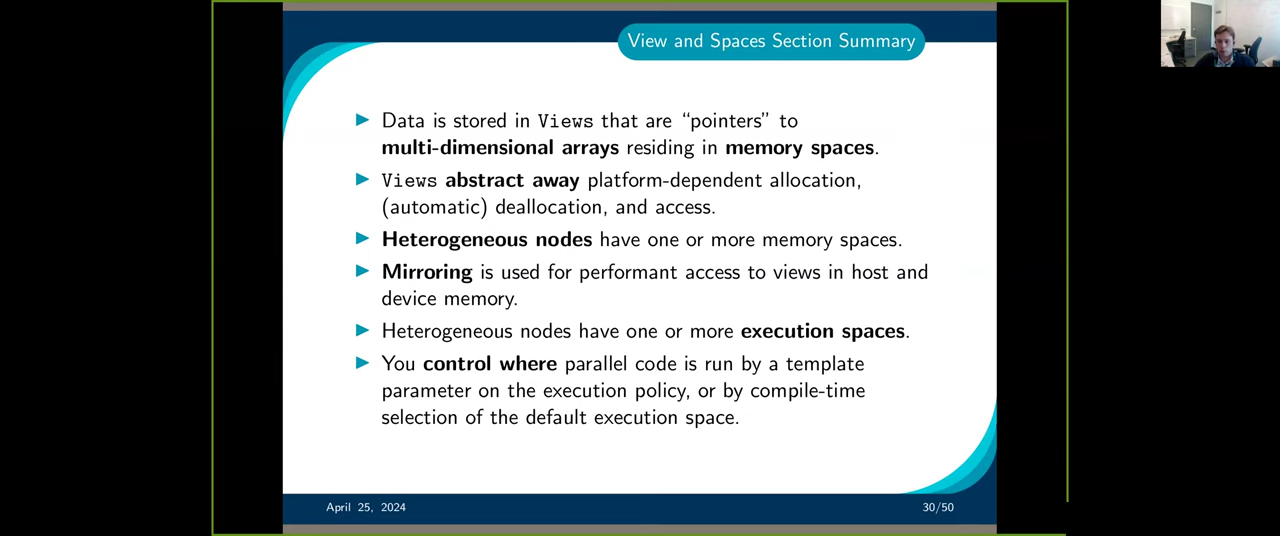 View and Spaces Section Summary
▶ Data is stored in Views that are “pointers” to
multi-dimensional arrays residing in memory spaces.
▶ Views abstract away platform-dependent allocation,
(automatic) deallocation, and access.
▶ Heterogeneous nodes have one or more memory spaces.
▶ Mirroring is used for performant access to views in host and
device memory.
▶ Heterogeneous nodes have one or more execution spaces.
▶ You control where parallel code is run by a template
parameter on the execution policy, or by compile-time
selection of the default execution space.
April 25, 2024
30/50